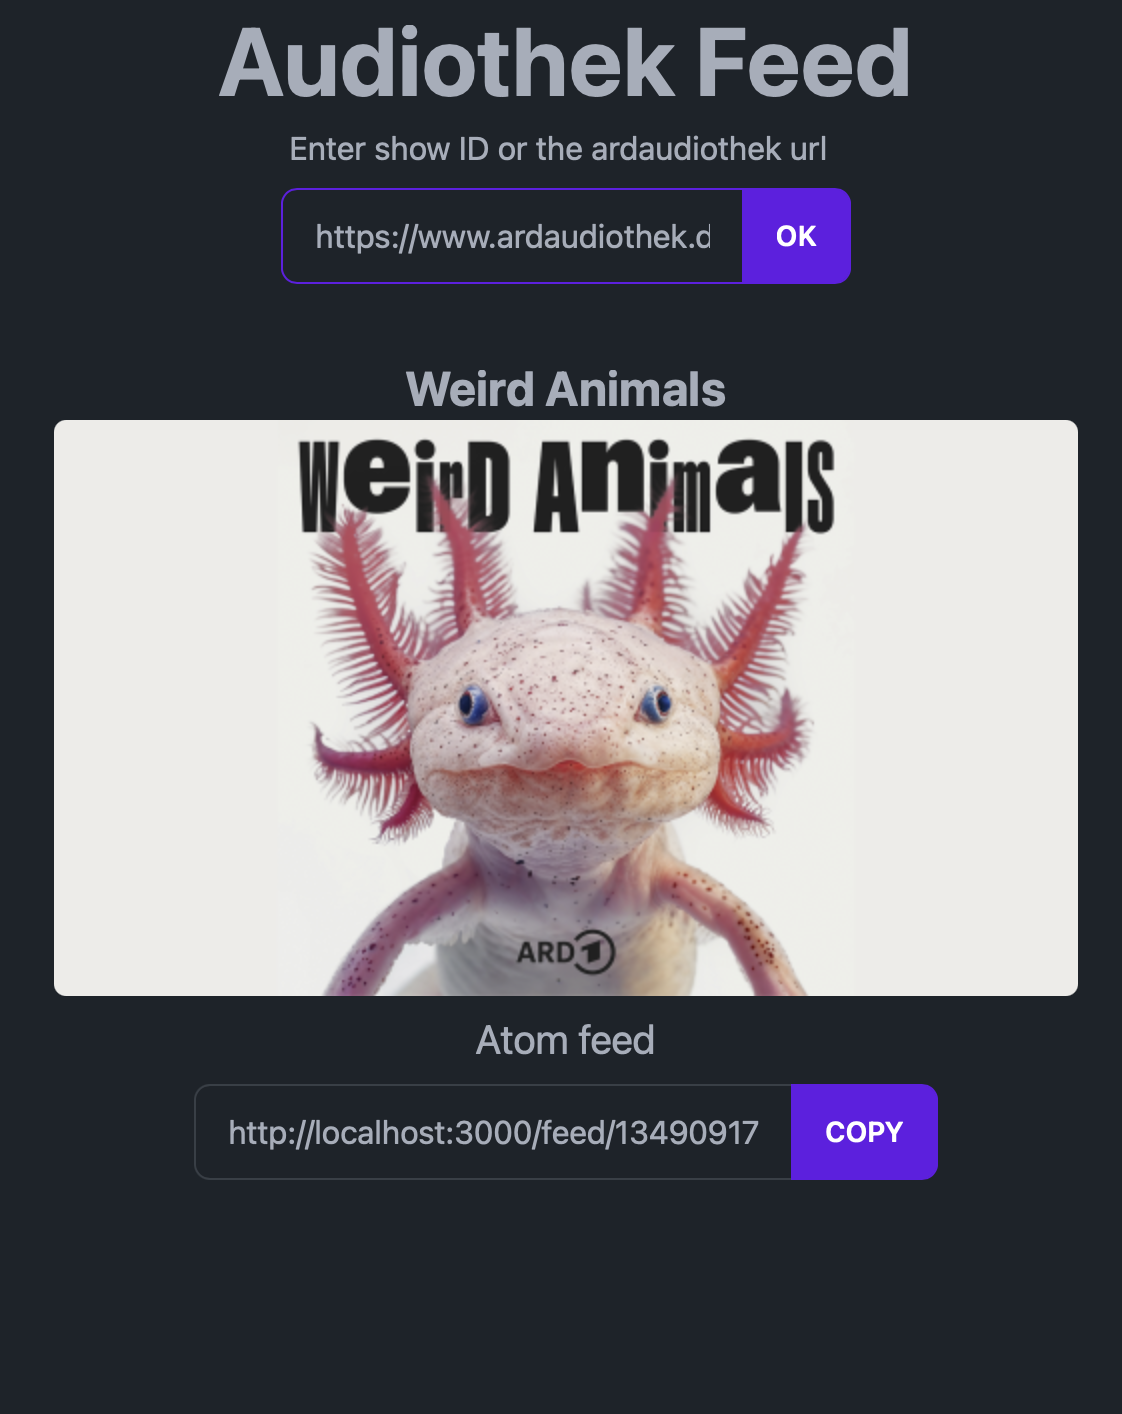 Audiothek Feed
Enter show ID or the ardaudiothek url
https://www.ardaudiothek.d
OK
Weird Animals
WeirD AnimalS
ARD 1
Atom feed
http://localhost:3000/feed/13490917
COPY